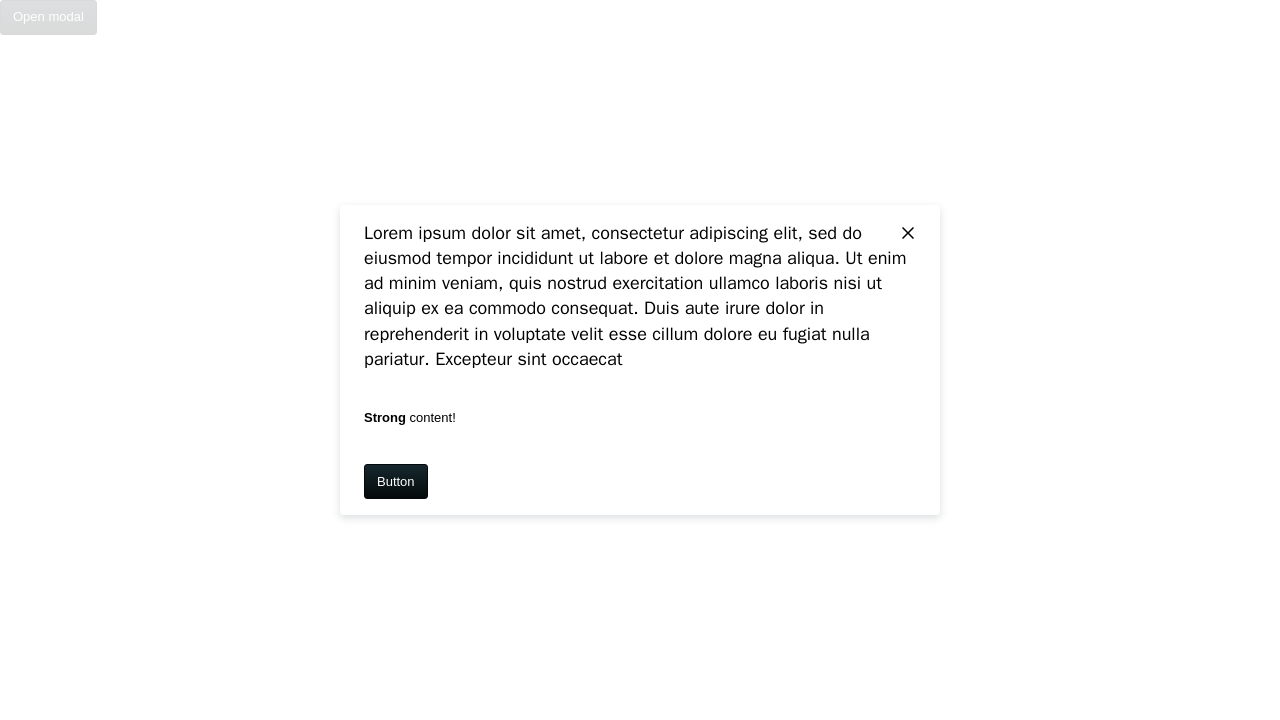 Open modal
Lorem ipsum dolor sit amet, consectetur adipiscing elit, sed do
eiusmod tempor incididunt ut labore et dolore magna aliqua. Ut enim
ad minim veniam, quis nostrud exercitation ullamco laboris nisi ut
aliquip ex ea commodo consequat. Duis aute irure dolor in
reprehenderit in voluptate velit esse cillum dolore eu fugiat nulla
pariatur. Excepteur sint occaecat
Strong content!
Button